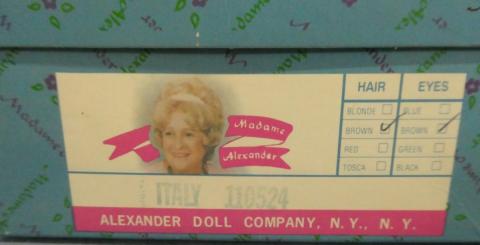 Madame
Alexander
HAIR EYES
BLONDE BLUE
BROWN BROWN
RED GREEN
TOSCA BLACK
ITALY 110524
ALEXANDER DOLL COMPANY, N.Y., N. Y.